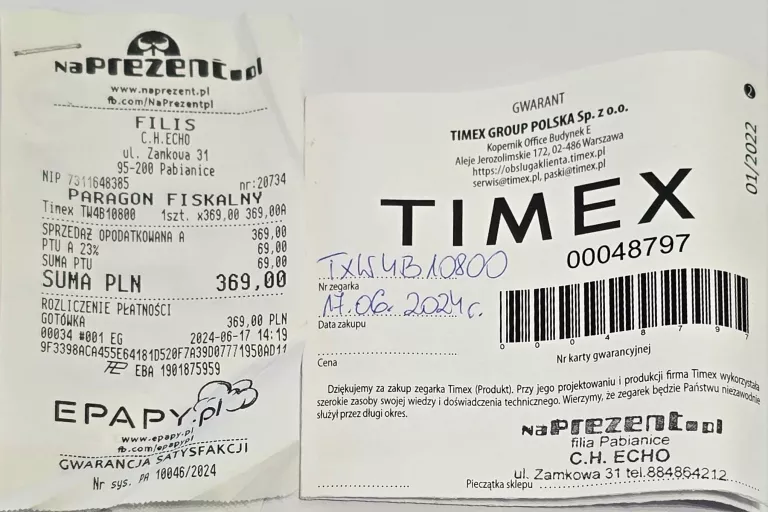 NaPREZENT.pl
www.naprezent.pl
fb.com/NaPrezentpl
FILIS
C.H.ECHO
ul. Zamkowa 31
95-200 Pabianice
NIP 7311648385 nr:20734
PARAGON FISKALNY
Timex TW4B10800 1szt. x369,00 369,00A
SPRZEDAŻ OPODATKOWANA A 369,00
PTU A 23% 69,00
SUMA PTU 69,00
SUMA PLN 369,00
ROZLICZENIE PŁATNOŚCI
GOTÓWKA 369,00 PLN
00034 #001 EG 2024-06-17 14:19
9F3398ACA455E64181D520F7A39D07771950AD11
EBA 1901875959
EPAPY.pl
www.epapy.pl
fb.com/epapypl
GWARANCJA SATYSFAKCJI
Nr sys. PA 10046/2024
GWARANT
TIMEX GROUP POLSKA Sp. z o.o.
Kopernik Office Budynek E
Aleje Jerozolimskie 172, 02-486 Warszawa
https://obslugaklienta.timex.pl
serwis@timex.pl, paski@timex.pl
01/2022
TIMEX
00048797
TxW4B10800
Nr zegarka
17.06.2024r.
Data zakupu
Cena
00048797
Nr karty gwarancyjnej
Dziękujemy za zakup zegarka Timex (Produkt). Przy jego projektowaniu i produkcji firma Timex wykorzystała
szerokie zasoby swojej wiedzy i doświadczenia technicznego. Wierzymy, że zegarek będzie Państwu niezawodnie
służył przez długi okres.
NaPREZENT.pl
filia Pabianice
C.H. ECHO
ul. Zamkowa 31 tel.884864212
Pieczątka sklepu